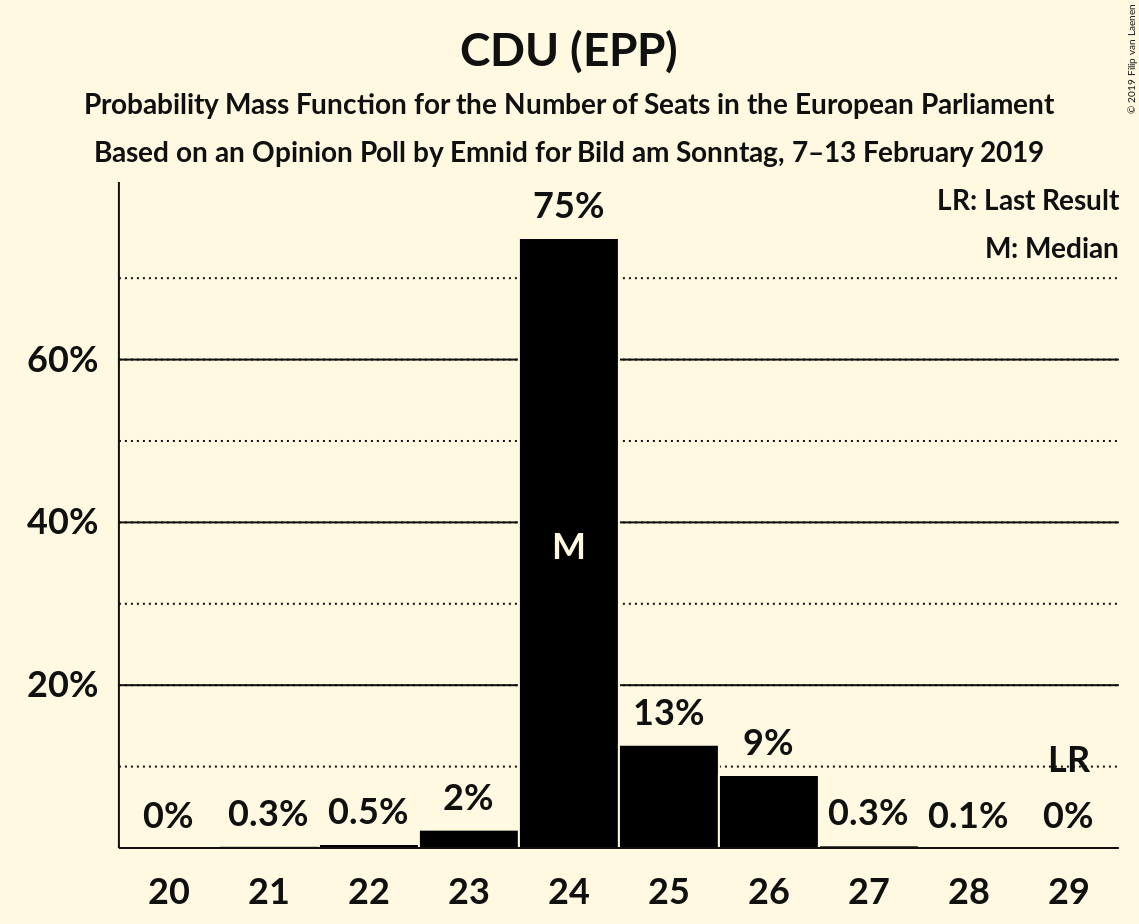 CDU (EPP)
Probability Mass Function for the Number of Seats in the European Parliament
Based on an Opinion Poll by Emnid for Bild am Sonntag, 7–13 February 2019
© 2019 Filip van Laenen
LR: Last Result
M: Median
60%
40%
20%
0%
0.3%
0.5%
2%
75%
M
13%
9%
0.3%
0.1%
LR
0%
20 21 22 23 24 25 26 27 28 29